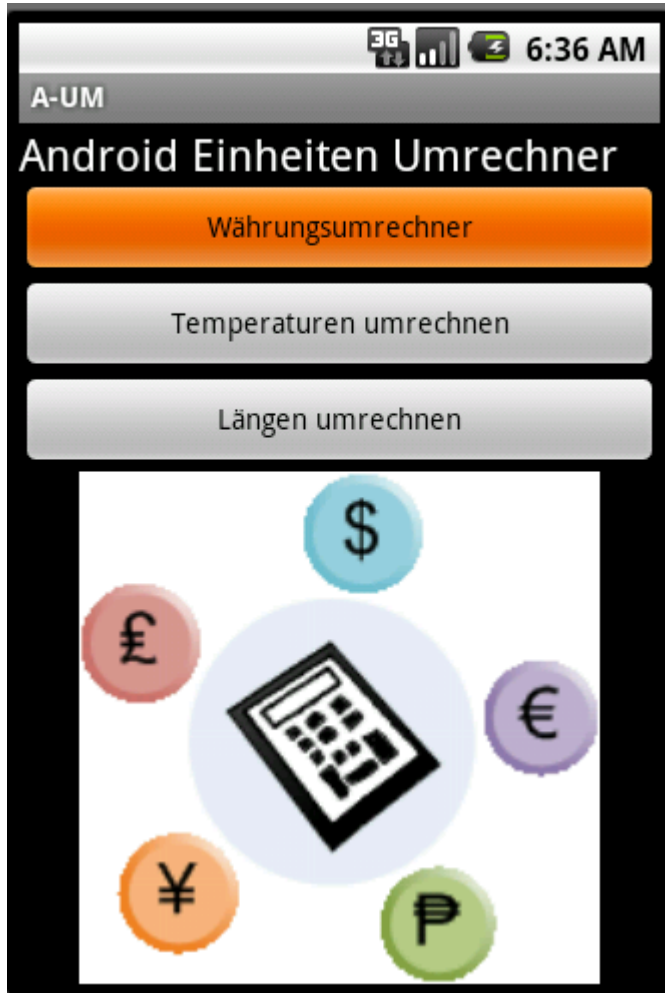 3G 6:36 AM
A-UM
Android Einheiten Umrechner
Währungsumrechner
Temperaturen umrechnen
Längen umrechnen
$
₤
€
¥
₱